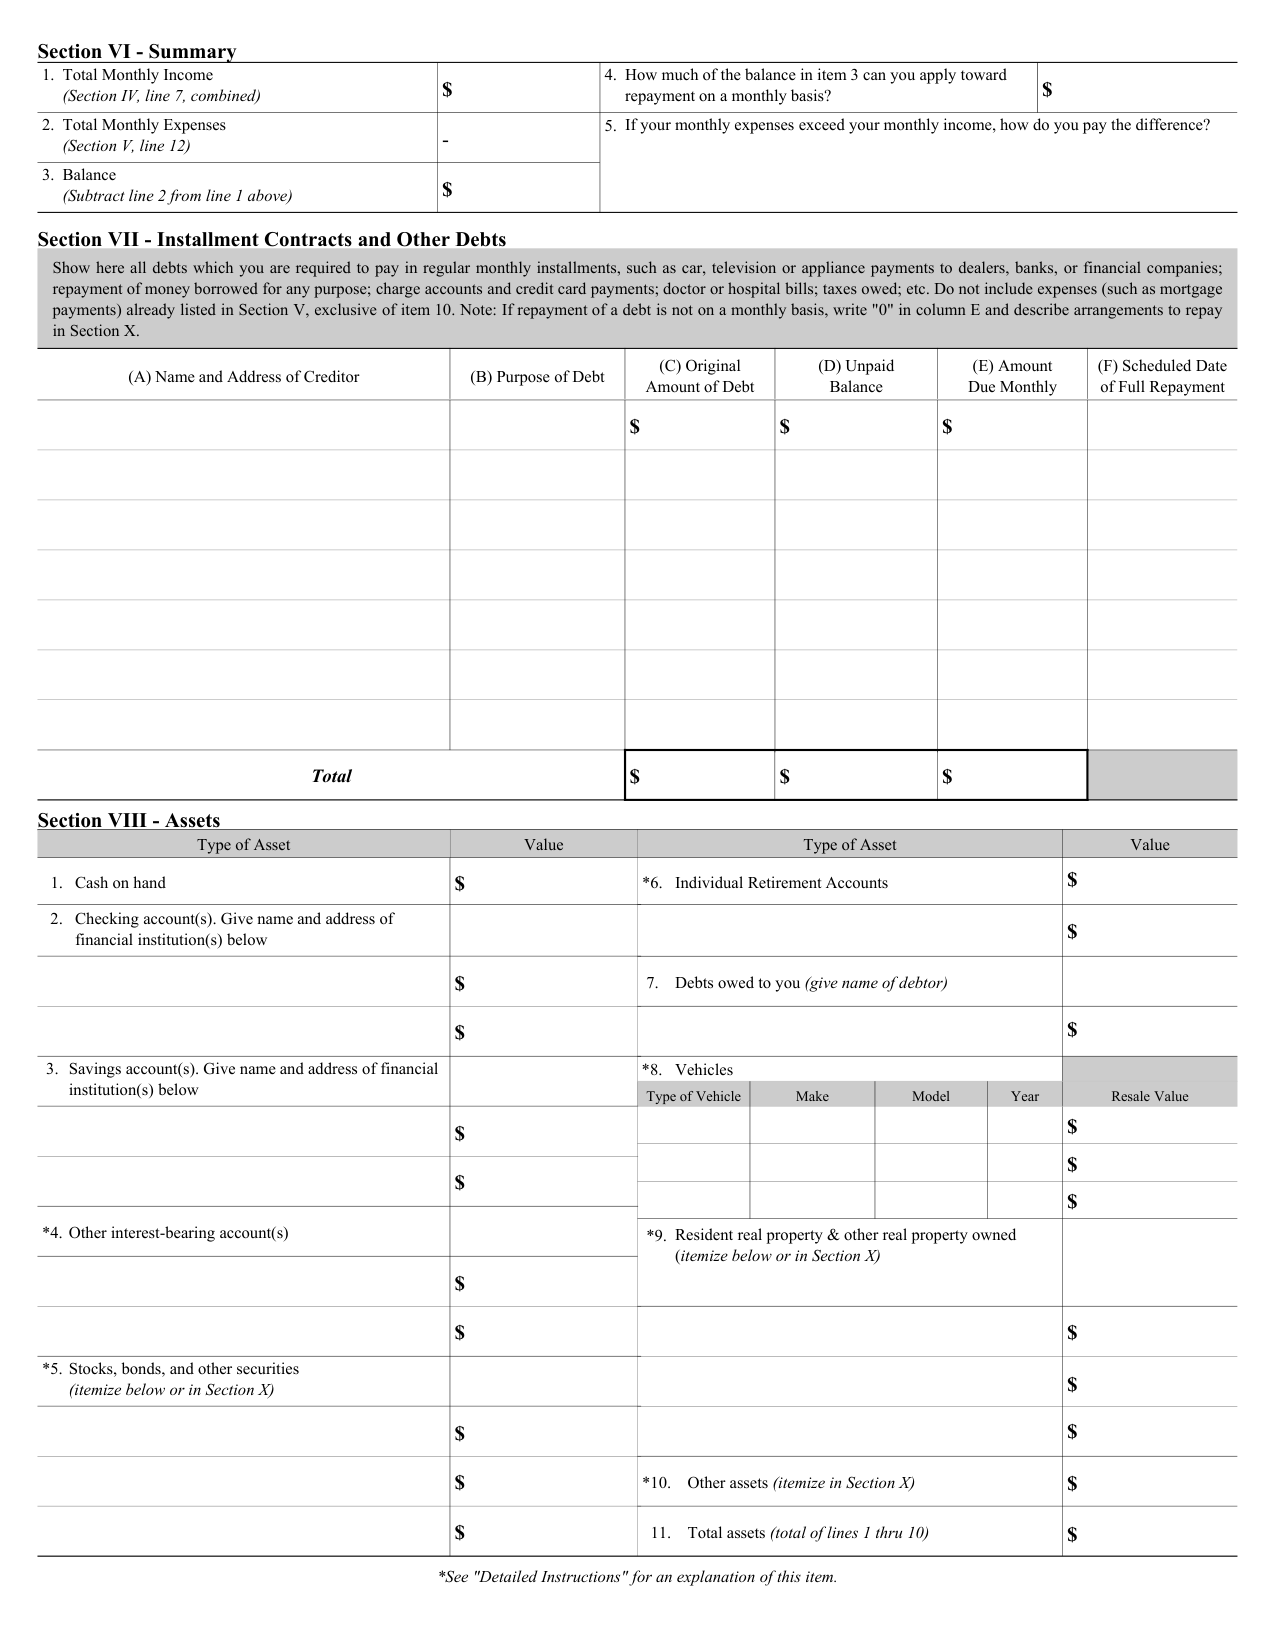 Section VI - Summary
1. Total Monthly Income
(Section IV, line 7, combined)
$
4. How much of the balance in item 3 can you apply toward
repayment on a monthly basis?
$
2. Total Monthly Expenses
(Section V, line 12)
-
5. If your monthly expenses exceed your monthly income, how do you pay the difference?
3. Balance
(Subtract line 2 from line 1 above)
$
Section VII - Installment Contracts and Other Debts
Show here all debts which you are required to pay in regular monthly installments, such as car, television or appliance payments to dealers, banks, or financial companies;
repayment of money borrowed for any purpose; charge accounts and credit card payments; doctor or hospital bills; taxes owed; etc. Do not include expenses (such as mortgage
payments) already listed in Section V, exclusive of item 10. Note: If repayment of a debt is not on a monthly basis, write "0" in column E and describe arrangements to repay
in Section X.
(A) Name and Address of Creditor
(B) Purpose of Debt
(C) Original
Amount of Debt
(D) Unpaid
Balance
(E) Amount
Due Monthly
(F) Scheduled Date
of Full Repayment
$ $ $
Total $ $ $
Section VIII - Assets
Type of Asset Value Type of Asset Value
1. Cash on hand $ *6. Individual Retirement Accounts $
2. Checking account(s). Give name and address of
financial institution(s) below
$
$ 7. Debts owed to you (give name of debtor)
$ $
3. Savings account(s). Give name and address of financial
institution(s) below
*8. Vehicles
Type of Vehicle Make Model Year Resale Value
$ $
$
$ $
*4. Other interest-bearing account(s)
*9. Resident real property & other real property owned
(itemize below or in Section X)
$
$ $
*5. Stocks, bonds, and other securities
(itemize below or in Section X)
$
$ $
$ *10. Other assets (itemize in Section X) $
$ 11. Total assets (total of lines 1 thru 10) $
*See "Detailed Instructions" for an explanation of this item.